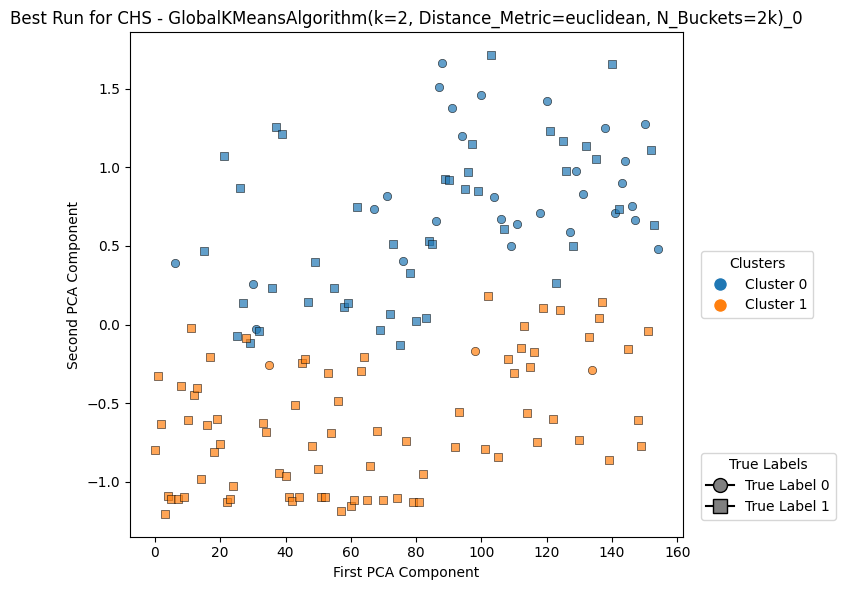 Best Run for CHS - GlobalKMeansAlgorithm(k=2, Distance_Metric=euclidean, N_Buckets=2k)_0
Second PCA Component
1.5
1.0
0.5
0.0
−0.5
−1.0
0
20
40
60
80
100
120
140
160
First PCA Component
Clusters
Cluster 0
Cluster 1
True Labels
True Label 0
True Label 1